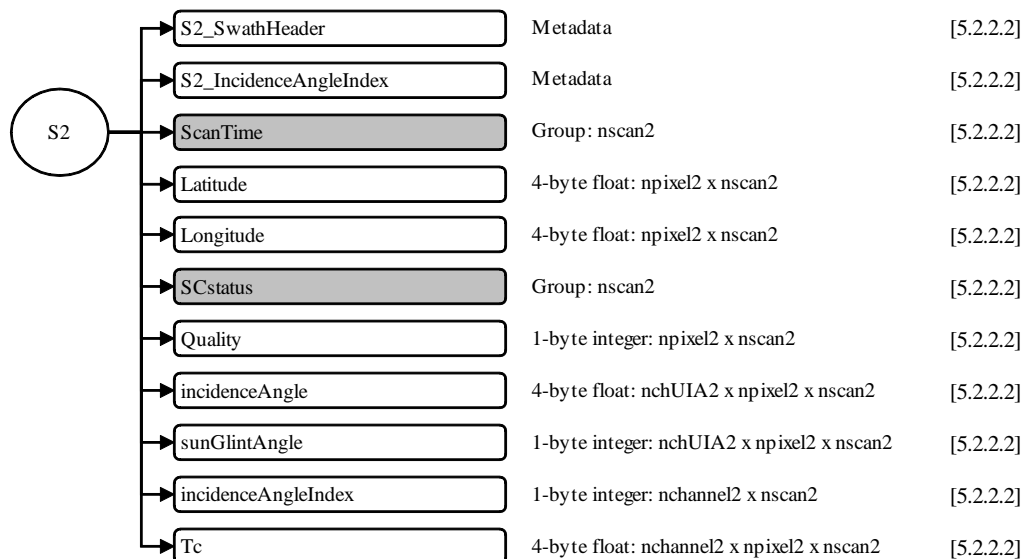 S2_SwathHeader Metadata [5.2.2.2]
S2_IncidenceAngleIndex Metadata [5.2.2.2]
S2 ScanTime Group: nscan2 [5.2.2.2]
Latitude 4-byte float: npixel2 x nscan2 [5.2.2.2]
Longitude 4-byte float: npixel2 x nscan2 [5.2.2.2]
SCstatus Group: nscan2 [5.2.2.2]
Quality 1-byte integer: npixel2 x nscan2 [5.2.2.2]
incidenceAngle 4-byte float: nchUIA2 x npixel2 x nscan2 [5.2.2.2]
sunGlintAngle 1-byte integer: nchUIA2 x npixel2 x nscan2 [5.2.2.2]
incidenceAngleIndex 1-byte integer: nchannel2 x nscan2 [5.2.2.2]
Tc 4-byte float: nchannel2 x npixel2 x nscan2 [5.2.2.2]